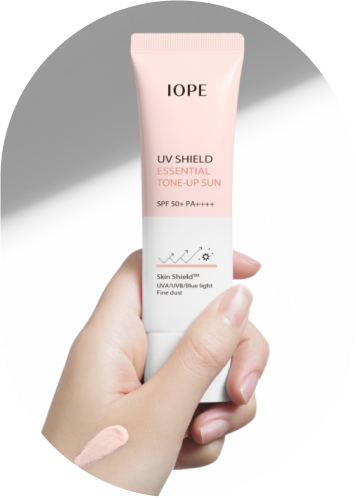 IOPE
UV SHIELD
ESSENTIAL
TONE-UP SUN
SPF 50+ PA++++
Skin Shield™
UVA/UVB/Blue light
Fine dust